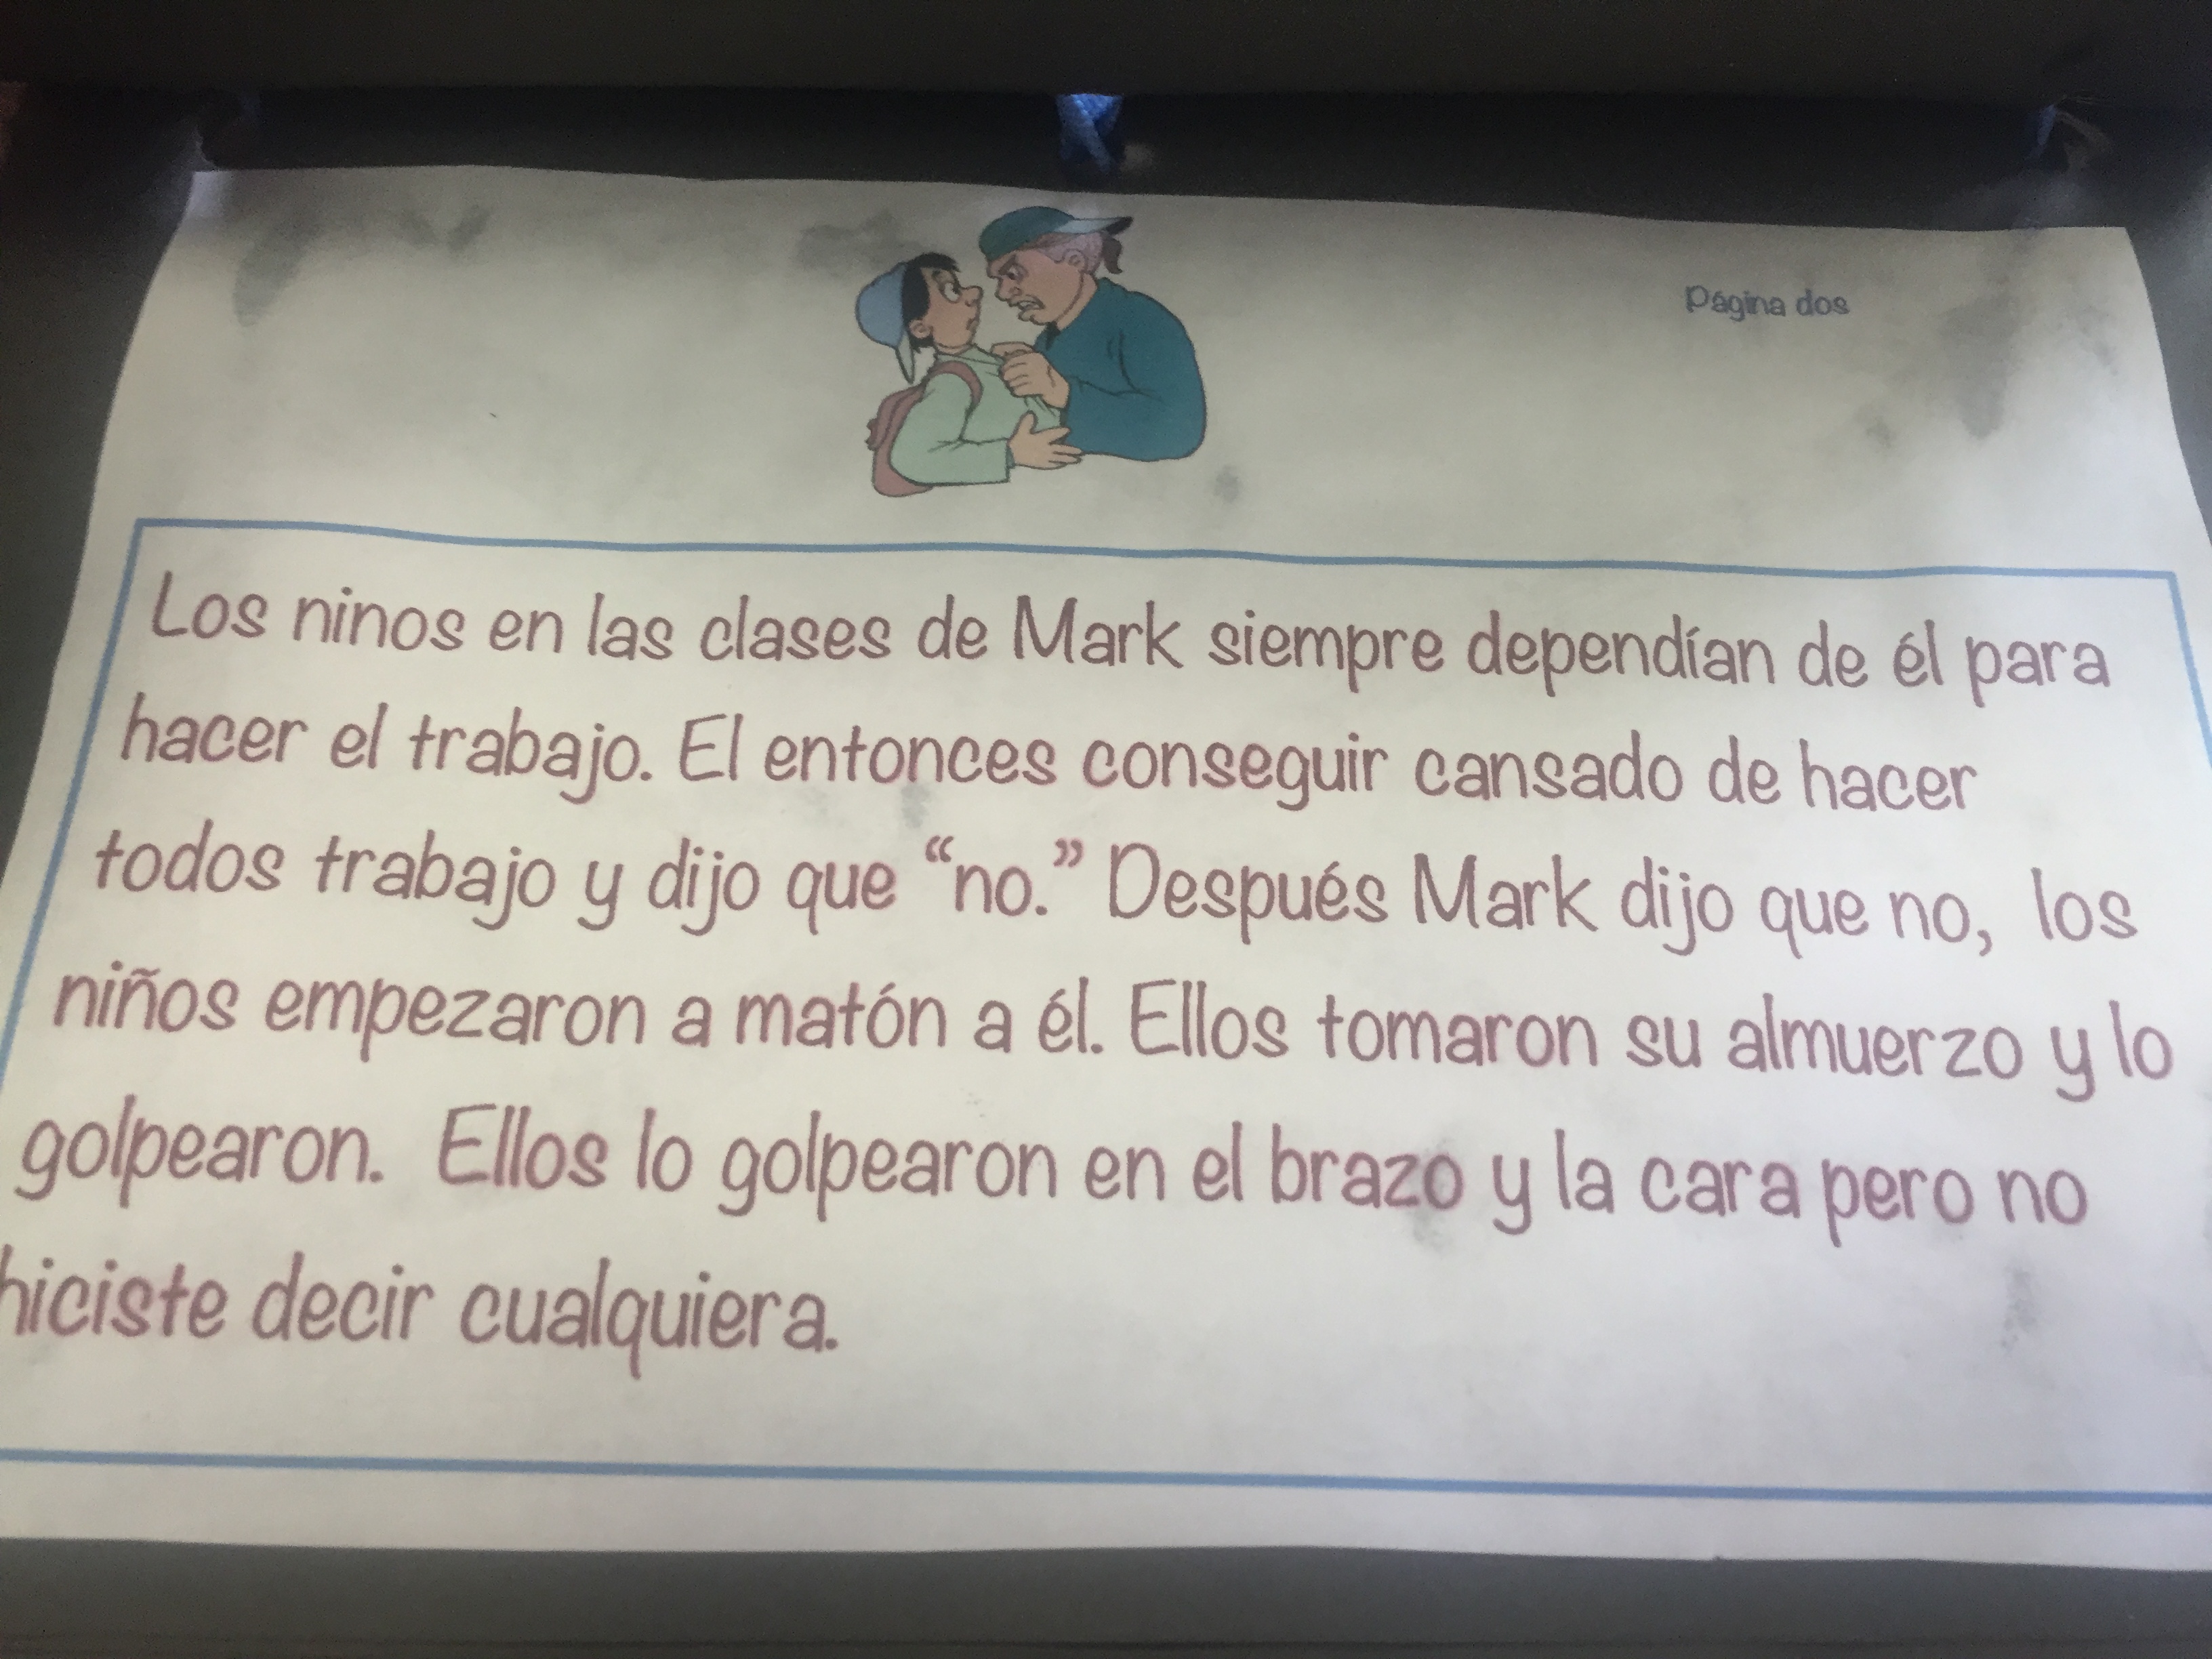 Página dos
Los ninos en las clases de Mark siempre dependían de él para
hacer el trabajo. El entonces conseguir cansado de hacer
todos trabajo y dijo que “no.” Después Mark dijo que no, los
niños empezaron a matón a él. Ellos tomaron su almuerzo y lo
golpearon. Ellos lo golpearon en el brazo y la cara pero no
hiciste decir cualquiera.